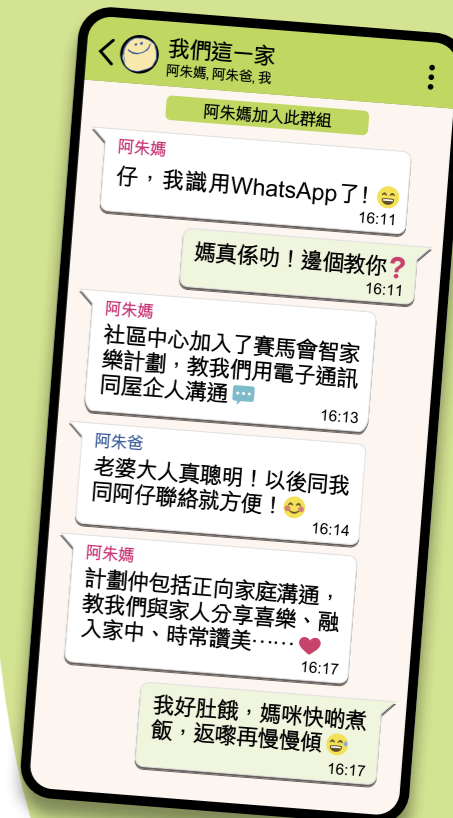 我們這一家
阿朱媽, 阿朱爸, 我
阿朱媽加入此群組
阿朱媽
仔，我識用WhatsApp了!
16:11
媽真係叻！邊個教你？
16:11
阿朱媽
社區中心加入了賽馬會智家
樂計劃，教我們用電子通訊
同屋企人溝通
16:13
阿朱爸
老婆大人真聰明！以後同我
同阿仔聯絡就方便！
16:14
阿朱媽
計劃仲包括正向家庭溝通，
教我們與家人分享喜樂、融
入家中、時常讚美……
16:17
我好肚餓，媽咪快啲煮
飯，返嚟再慢慢傾
16:17